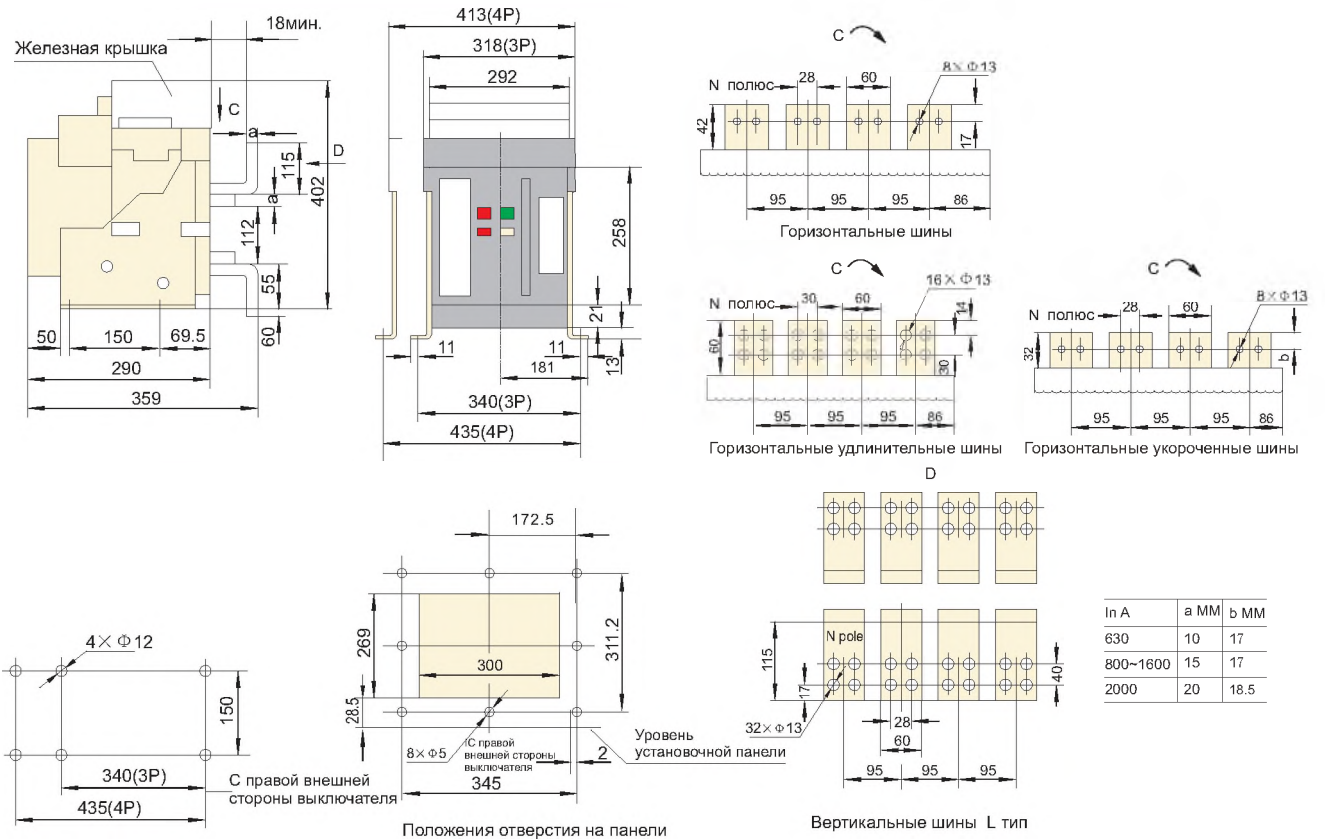 18мин.
Железная крышка
C
a
D
115
402
a
112
55
60
50
150
69.5
290
359
413(4P)
318(3P)
292
258
21
11
11
13
181
340(3P)
435(4P)
C
8×Φ13
N полюс
28
60
42
17
95
95
95
86
Горизонтальные шины
C
16×Φ13
N полюс
30
60
14
60
30
95
95
95
86
Горизонтальные удлинительные шины
C
8×Φ13
N полюс
28
60
32
b
95
95
95
86
Горизонтальные укороченные шины
4×Φ12
150
340(3P)
435(4P)
С правой внешней
стороны выключателя
172.5
269
300
311.2
28.5
8×Φ5
IC правой
внешней стороны
выключателя
2
345
Уровень
установочной панели
Положения отверстия на панели
D
N pole
115
17
40
32×Φ13
28
60
95
95
95
Вертикальные шины L тип
In A a MM b MM
630 10 17
800~1600 15 17
2000 20 18.5